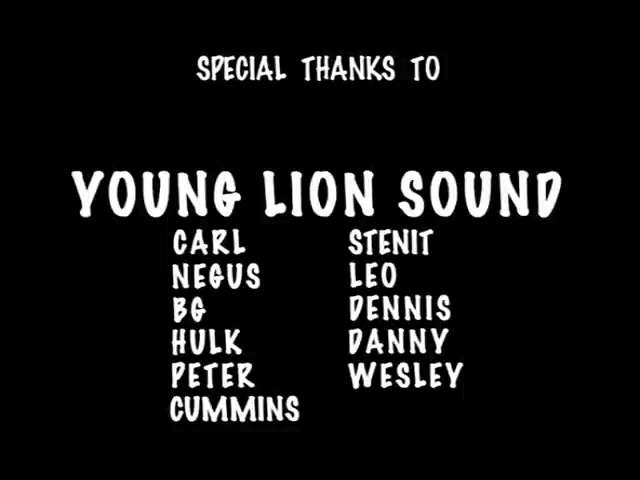 SPECIAL THANKS TO
YOUNG LION SOUND
CARL
NEGUS
BG
HULK
PETER
CUMMINS
STENIT
LEO
DENNIS
DANNY
WESLEY